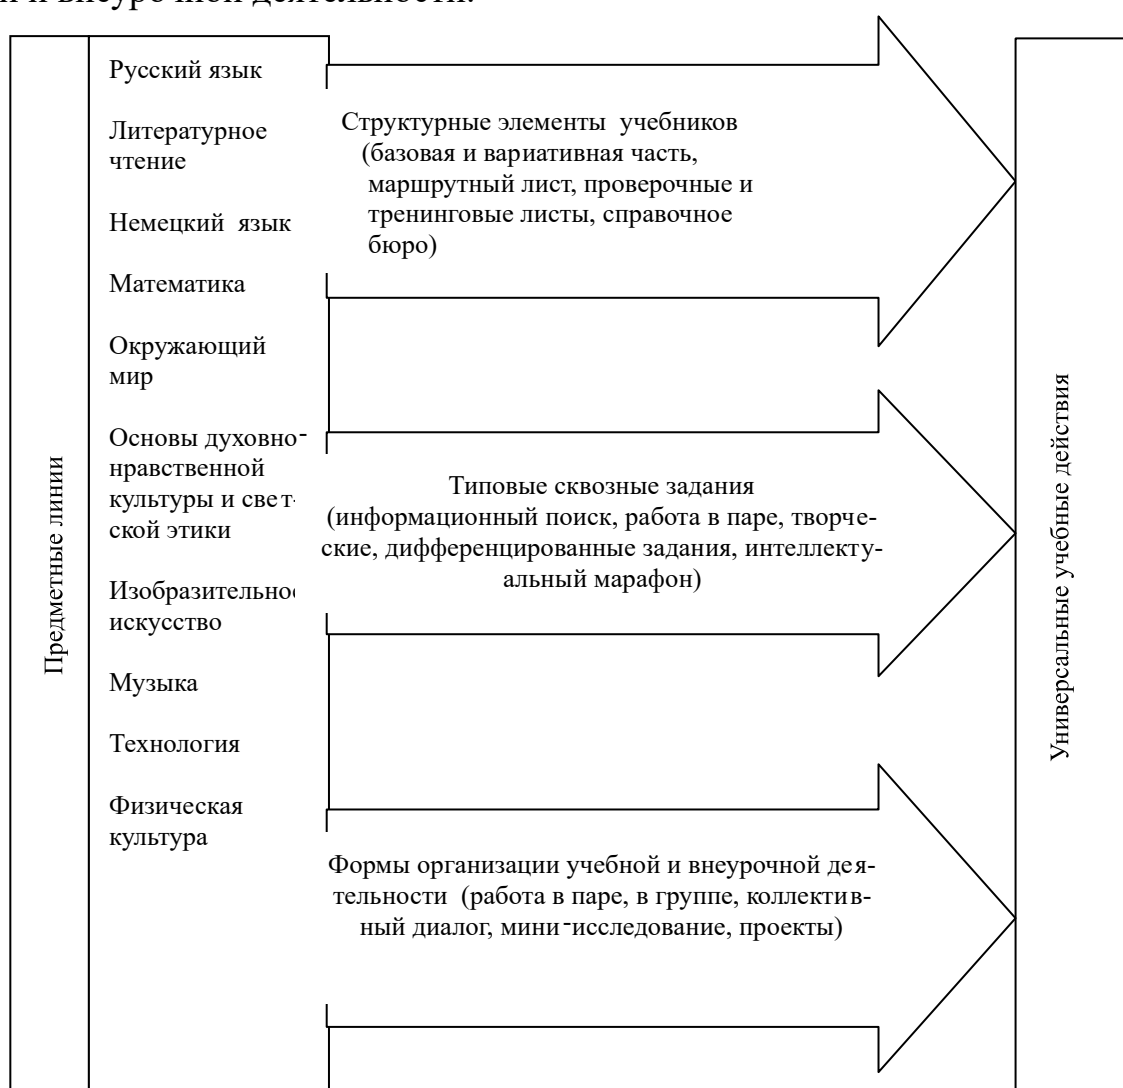 и внеурочной деятельности.
Предметные линии
Русский язык
Литературное
чтение
Немецкий язык
Математика
Окружающий
мир
Основы духовно-
нравственной
культуры и свет-
ской этики
Изобразительно
искусство
Музыка
Технология
Физическая
культура
Структурные элементы учебников
(базовая и вариативная часть,
маршрутный лист, проверочные и
тренинговые листы, справочное
бюро)
Типовые сквозные задания
(информационный поиск, работа в паре, творче-
ские, дифференцированные задания, интеллекту-
альный марафон)
Формы организации учебной и внеурочной дея-
тельности (работа в паре, в группе, коллектив-
ный диалог, мини-исследование, проекты)
Универсальные учебные действия